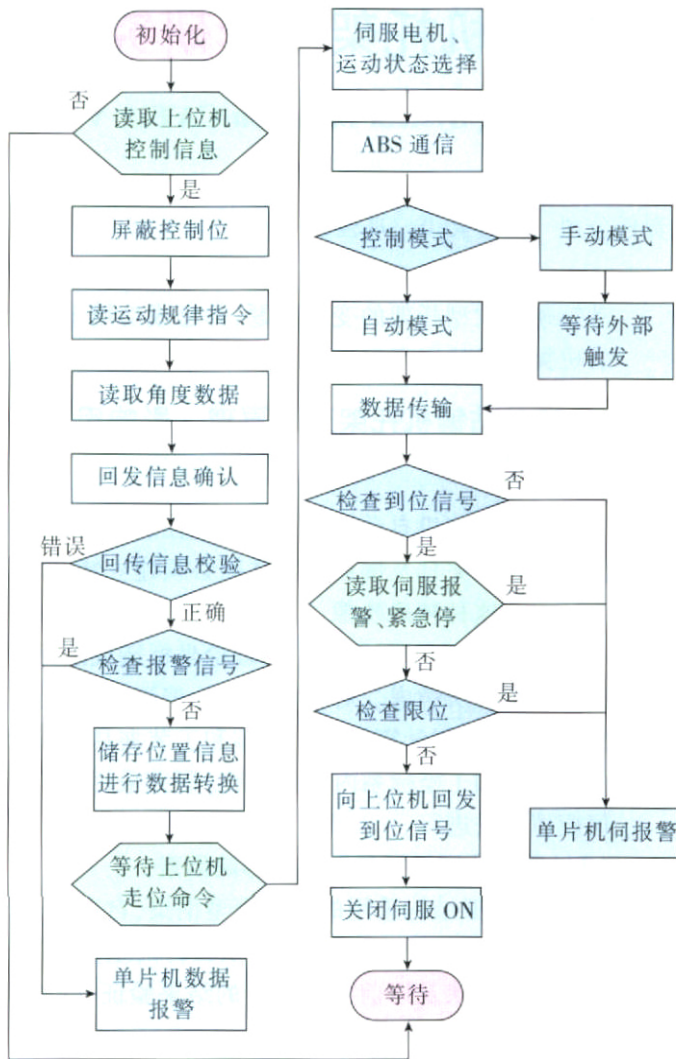 初始化
否
读取上位机
控制信息
是
屏蔽控制位
读运动规律指令
读取角度数据
回发信息确认
错误
回传信息校验
正确
是
检查报警信号
否
储存位置信息
进行数据转换
等待上位机
走位命令
单片机数据
报警
伺服电机、
运动状态选择
ABS 通信
控制模式
手动模式
自动模式
等待外部
触发
数据传输
检查到位信号
否
是
读取伺服报
警、紧急停
是
否
检查限位
是
否
向上位机回发
到位信号
单片机伺报警
关闭伺服 ON
等待